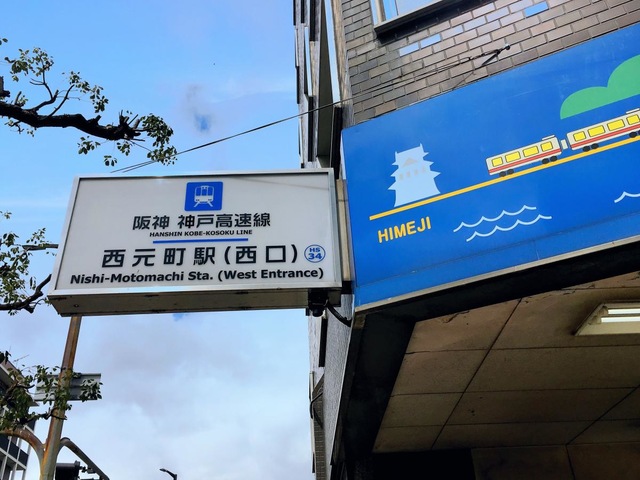 阪神 神戸高速線
HANSHIN KOBE-KOSOKU LINE
西元町駅(西口)
HS
34
Nishi-Motomachi Sta. (West Entrance)
HIMEJI